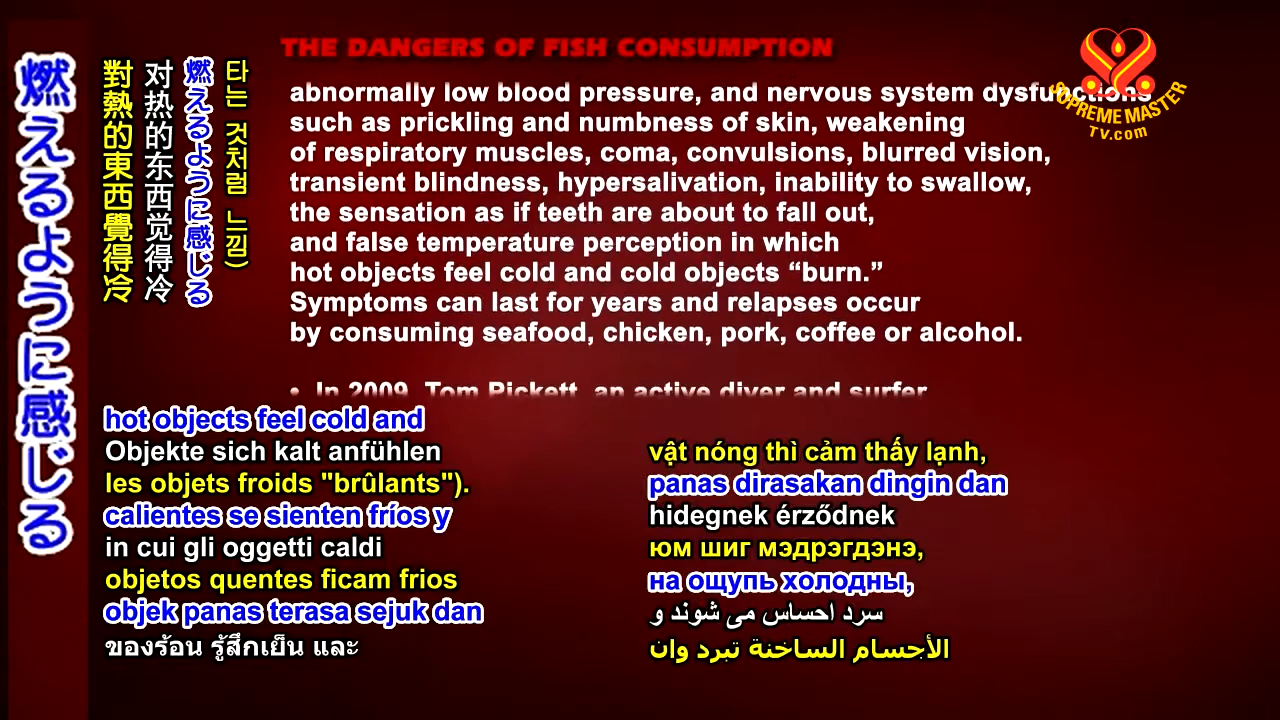 THE DANGERS OF FISH CONSUMPTION
SUPREME MASTER
TV.com
abnormally low blood pressure, and nervous system dysfunctions
such as prickling and numbness of skin, weakening
of respiratory muscles, coma, convulsions, blurred vision,
transient blindness, hypersalivation, inability to swallow,
the sensation as if teeth are about to fall out,
and false temperature perception in which
hot objects feel cold and cold objects “burn.”
Symptoms can last for years and relapses occur
by consuming seafood, chicken, pork, coffee or alcohol.
• In 2009, Tom Pickett, an active diver and surfer
燃えるように感じる
對熱的東西覺得冷
对热的东西觉得冷
燃えるように感じる
타는 것처럼 느낌)
hot objects feel cold and
Objekte sich kalt anfühlen
les objets froids "brûlants").
calientes se sienten fríos y
in cui gli oggetti caldi
objetos quentes ficam frios
objek panas terasa sejuk dan
ของร้อน รู้สึกเย็น และ
vật nóng thì cảm thấy lạnh,
panas dirasakan dingin dan
hidegnek érződnek
юм шиг мэдрэгдэнэ,
на ощупь холодны,
سرد احساس می شوند و
الأجسام الساخنة تبرد وان